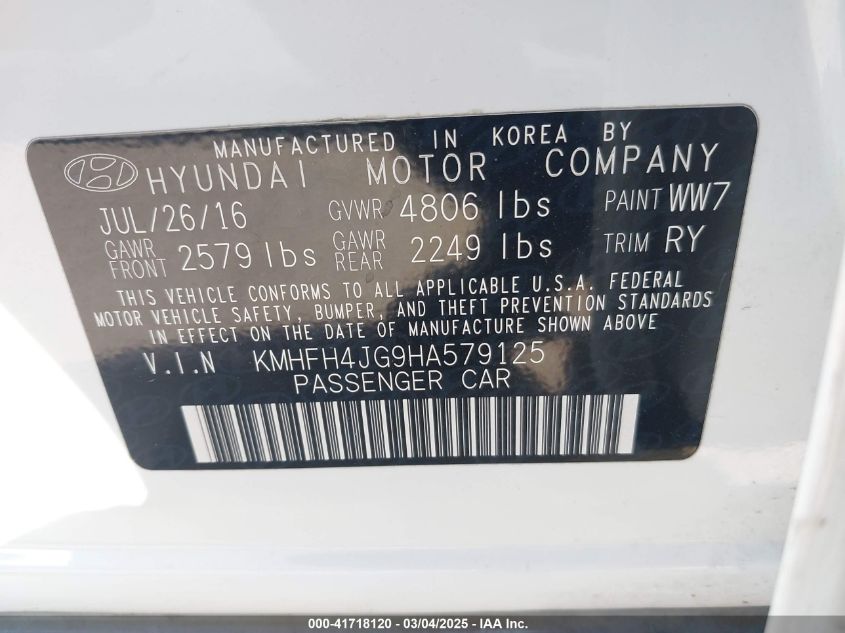 MANUFACTURED IN KOREA BY
HYUNDAI MOTOR COMPANY
JUL/26/16 GVWR 4806 lbs PAINT WW7
GAWR FRONT 2579 lbs GAWR REAR 2249 lbs TRIM RY
THIS VEHICLE CONFORMS TO ALL APPLICABLE U.S.A. FEDERAL
MOTOR VEHICLE SAFETY, BUMPER, AND THEFT PREVENTION STANDARDS
IN EFFECT ON THE DATE OF MANUFACTURE SHOWN ABOVE.
V.I.N KMHFH4JG9HA579125
PASSENGER CAR
000-41718120 - 03/04/2025 - IAA Inc.